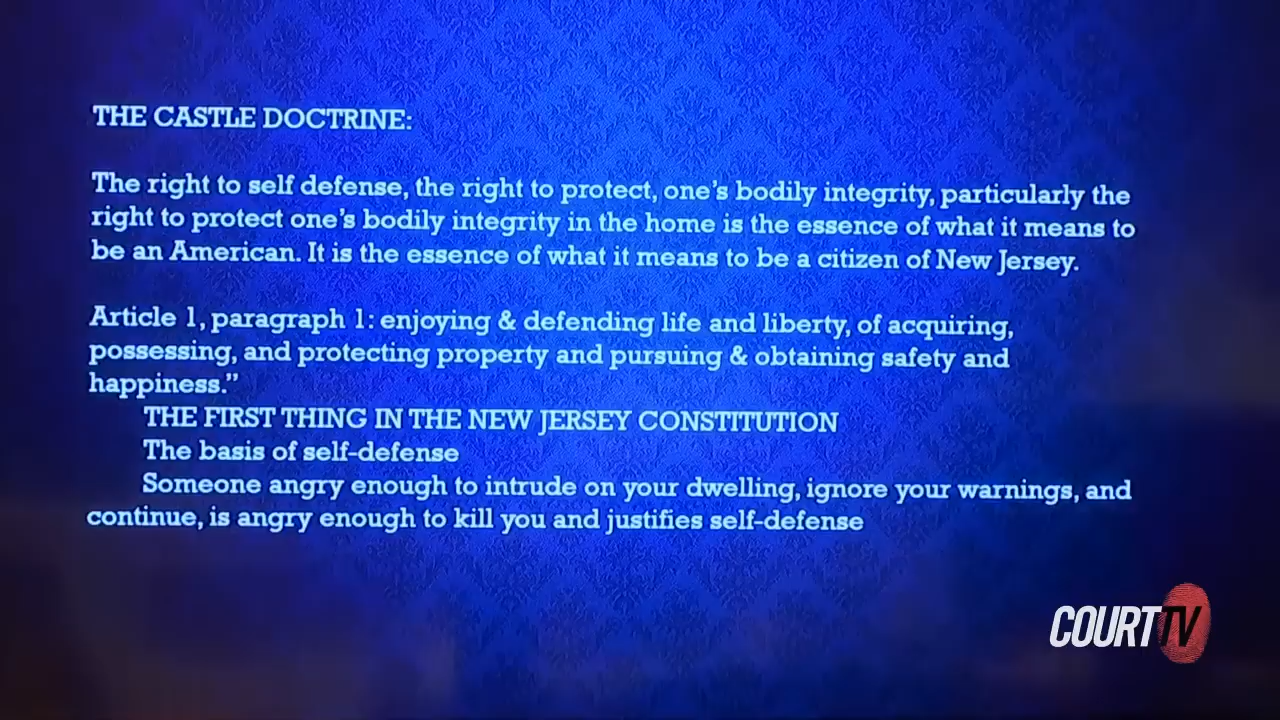 THE CASTLE DOCTRINE:
The right to self defense, the right to protect, one's bodily integrity, particularly the
right to protect one's bodily integrity in the home is the essence of what it means to
be an American. It is the essence of what it means to be a citizen of New Jersey.
Article 1, paragraph 1: enjoying & defending life and liberty, of acquiring,
possessing, and protecting property and pursuing & obtaining safety and
happiness.”
THE FIRST THING IN THE NEW JERSEY CONSTITUTION
The basis of self-defense
Someone angry enough to intrude on your dwelling, ignore your warnings, and
continue, is angry enough to kill you and justifies self-defense
COURT TV